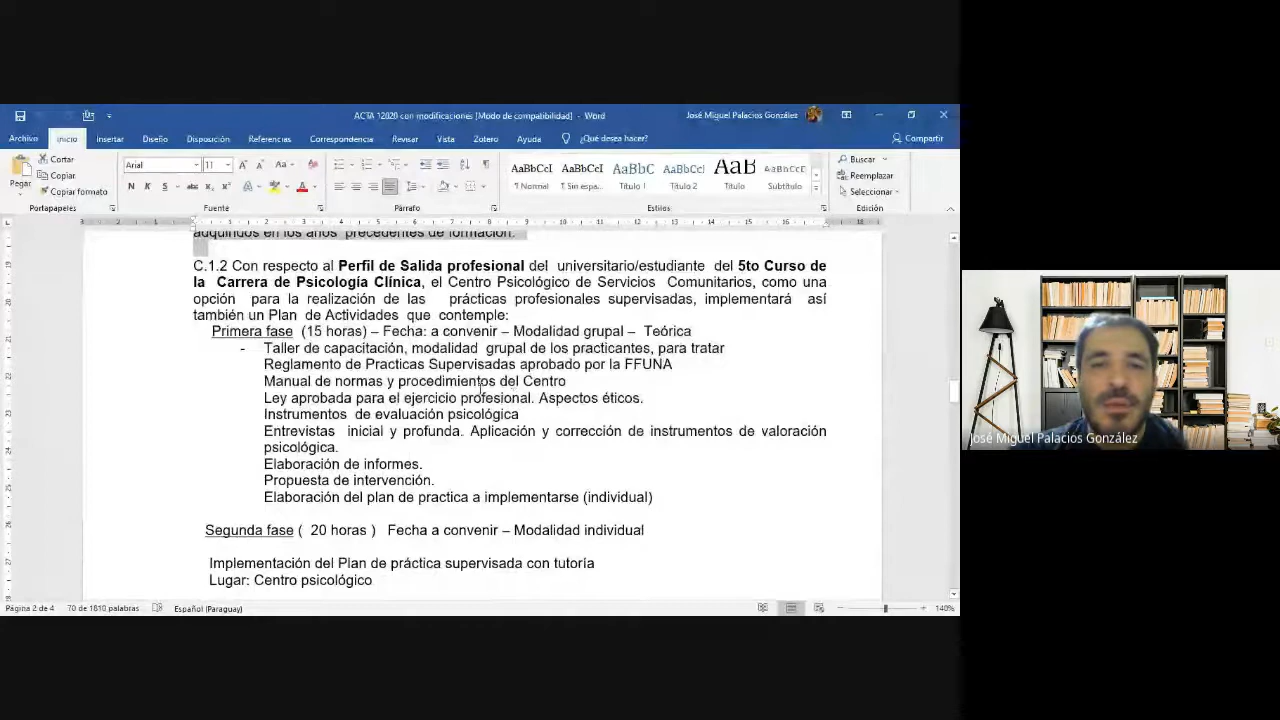 ACTA 12020 con modificaciones [Modo de compatibilidad] - Word
José Miguel Palacios González
Archivo Inicio Insertar Diseño Disposición Referencias Correspondencia Revisar Vista Zotero Ayuda ¿Qué desea hacer? Compartir
Pegar
Cortar
Copiar
Copiar formato
Portapapeles
Arial 11
N K S abc
Fuente
Párrafo
AaBbCcI AaBbCcI AaBbC AaBbCcI AaB AaBbCcI
¶ Normal ¶ Sin espa... Título 1 Título 2 Título Subtítulo
Estilos
Buscar
Reemplazar
Seleccionar
Edición
adquiridos en los años precedentes de formación.
C.1.2 Con respecto al Perfil de Salida profesional del universitario/estudiante del 5to Curso de
la Carrera de Psicología Clínica, el Centro Psicológico de Servicios Comunitarios, como una
opción para la realización de las prácticas profesionales supervisadas, implementará así
también un Plan de Actividades que contemple:
Primera fase (15 horas) – Fecha: a convenir – Modalidad grupal – Teórica
- Taller de capacitación, modalidad grupal de los practicantes, para tratar
Reglamento de Practicas Supervisadas aprobado por la FFUNA
Manual de normas y procedimientos del Centro
Ley aprobada para el ejercicio profesional. Aspectos éticos.
Instrumentos de evaluación psicológica
Entrevistas inicial y profunda. Aplicación y corrección de instrumentos de valoración
psicológica.
Elaboración de informes.
Propuesta de intervención.
Elaboración del plan de practica a implementarse (individual)
Segunda fase ( 20 horas ) Fecha a convenir – Modalidad individual
Implementación del Plan de práctica supervisada con tutoría
Lugar: Centro psicológico
Página 2 de 4 70 de 1810 palabras Español (Paraguay) 140%
José Miguel Palacios González